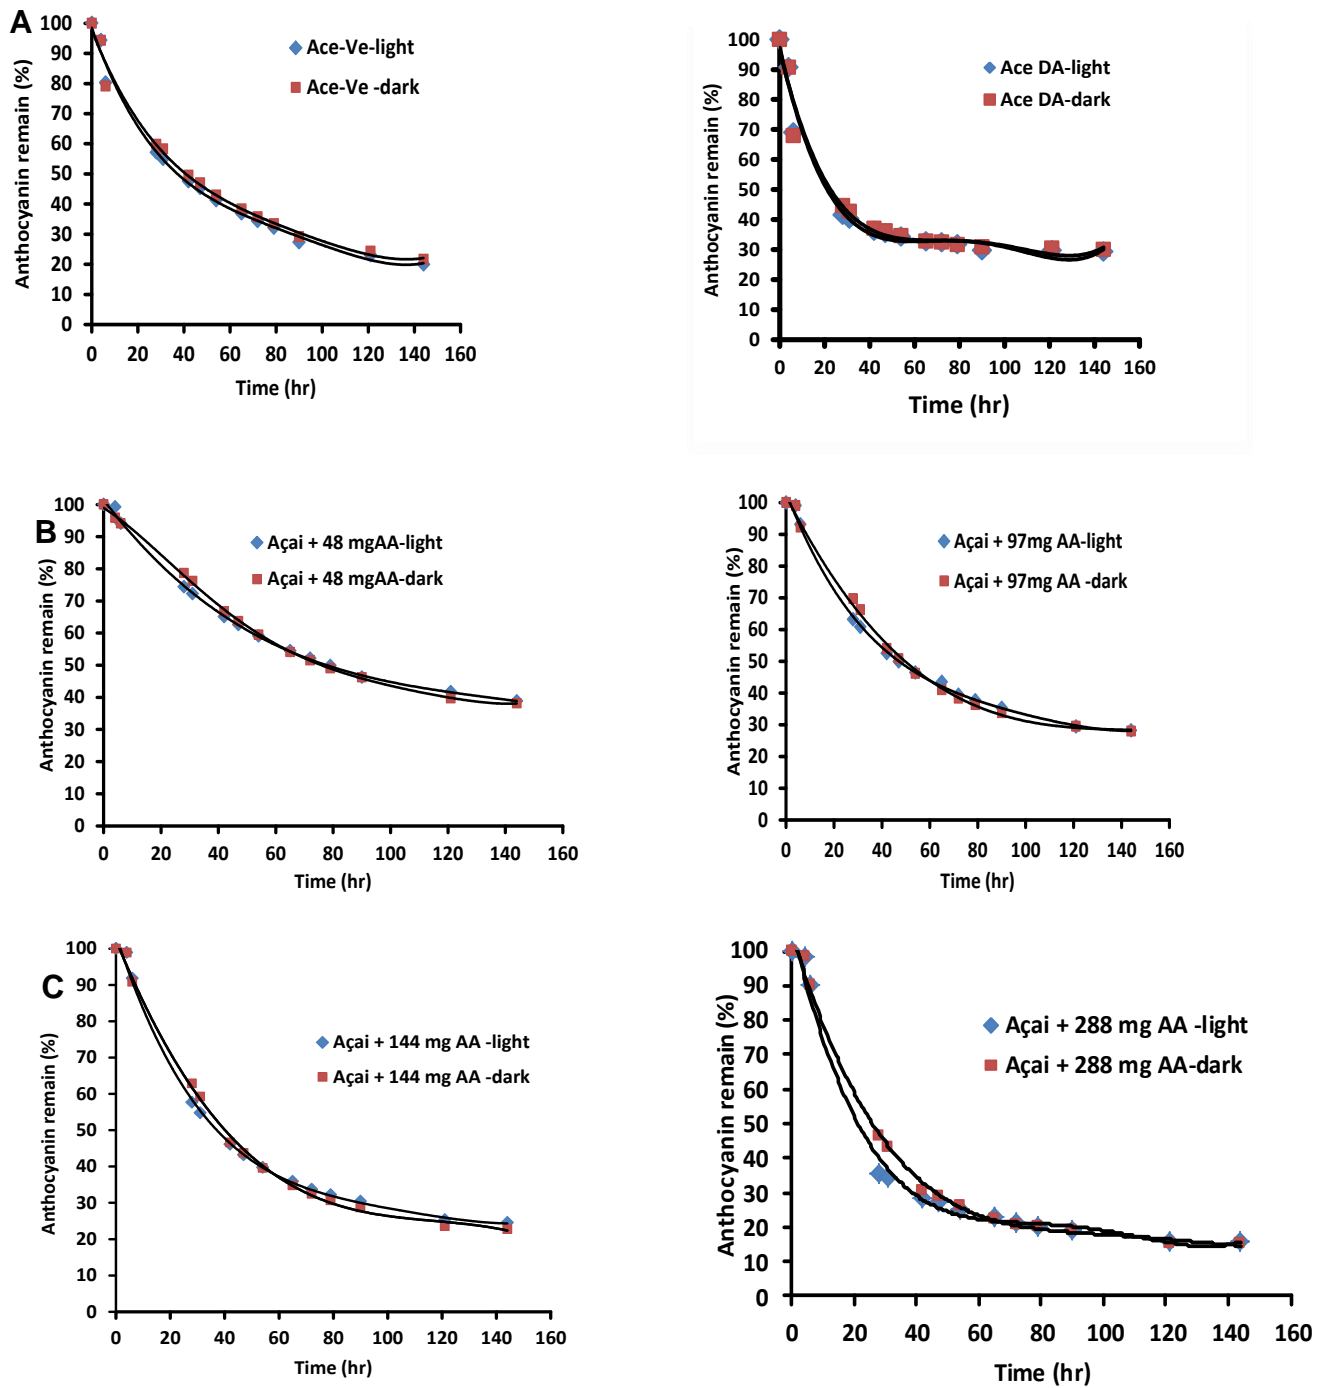 A
Anthocyanin remain (%)
100
90
80
70
60
50
40
30
20
10
0
0 20 40 60 80 100 120 140 160
Time (hr)
Ace-Ve-light
Ace-Ve -dark
Anthocyanin remain (%)
100
90
80
70
60
50
40
30
20
10
0
0 20 40 60 80 100 120 140 160
Time (hr)
Ace DA-light
Ace DA-dark
B
Anthocyanin remain (%)
100
90
80
70
60
50
40
30
20
10
0
0 20 40 60 80 100 120 140 160
Time (hr)
Açai + 48 mgAA-light
Açai + 48 mgAA-dark
Anthocyanin remain (%)
100
90
80
70
60
50
40
30
20
10
0
0 20 40 60 80 100 120 140 160
Time (hr)
Açai + 97mg AA-light
Açai + 97mg AA -dark
C
Anthocyanin remain (%)
100
90
80
70
60
50
40
30
20
10
0
0 20 40 60 80 100 120 140 160
Time (hr)
Açai + 144 mg AA -light
Açai + 144 mg AA -dark
Anthocyanin remain (%)
100
90
80
70
60
50
40
30
20
10
0
0 20 40 60 80 100 120 140 160
Time (hr)
Açai + 288 mg AA -light
Açai + 288 mg AA-dark